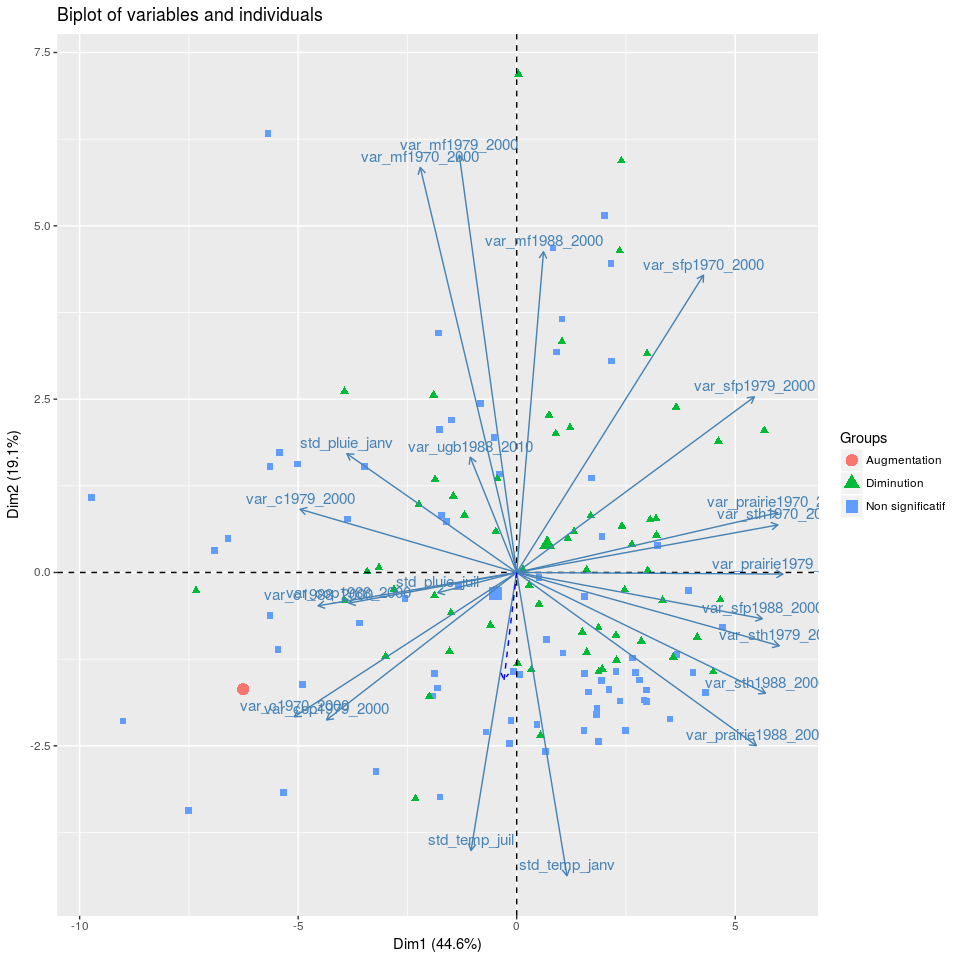 Biplot of variables and individuals
7.5
var_mf1979_2000
var_mf1970_2000
5.0
var_mf1988_2000
var_sfp1970_2000
var_sfp1979_2000
2.5
std_pluie_janv
var_ugb1988_2010
var_c1979_2000
var_prairie1970_2
var_sth1970_20
Dim2 (19.1%)
Groups
Augmentation
Diminution
Non significatif
0.0
var_prairie1979
std_pluie_juil
var_sfp1988_2000
var_sth1979_20
var_sth1988_200
var_c1970_2000
var_cop1979_2000
var_prairie1988_200
-2.5
std_temp_juil
std_temp_janv
-10
-5
0
5
Dim1 (44.6%)